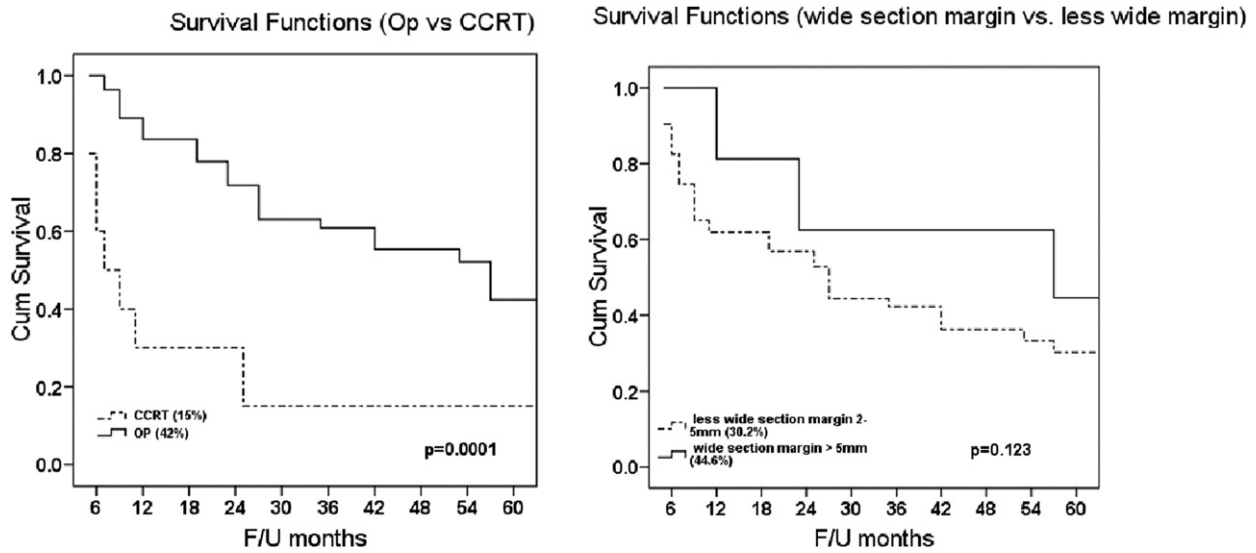 Survival Functions (Op vs CCRT)
Cum Survival
1.0
0.8
0.6
0.4
0.2
0.0
CCRT (15%)
OP (42%)
p=0.0001
6 12 18 24 30 36 42 48 54 60
F/U months
Survival Functions (wide section margin vs. less wide margin)
Cum Survival
1.0
0.8
0.6
0.4
0.2
0.0
less wide section margin 2-
5mm (30.2%)
wide section margin > 5mm
(44.6%)
p=0.123
6 12 18 24 30 36 42 48 54 60
F/U months